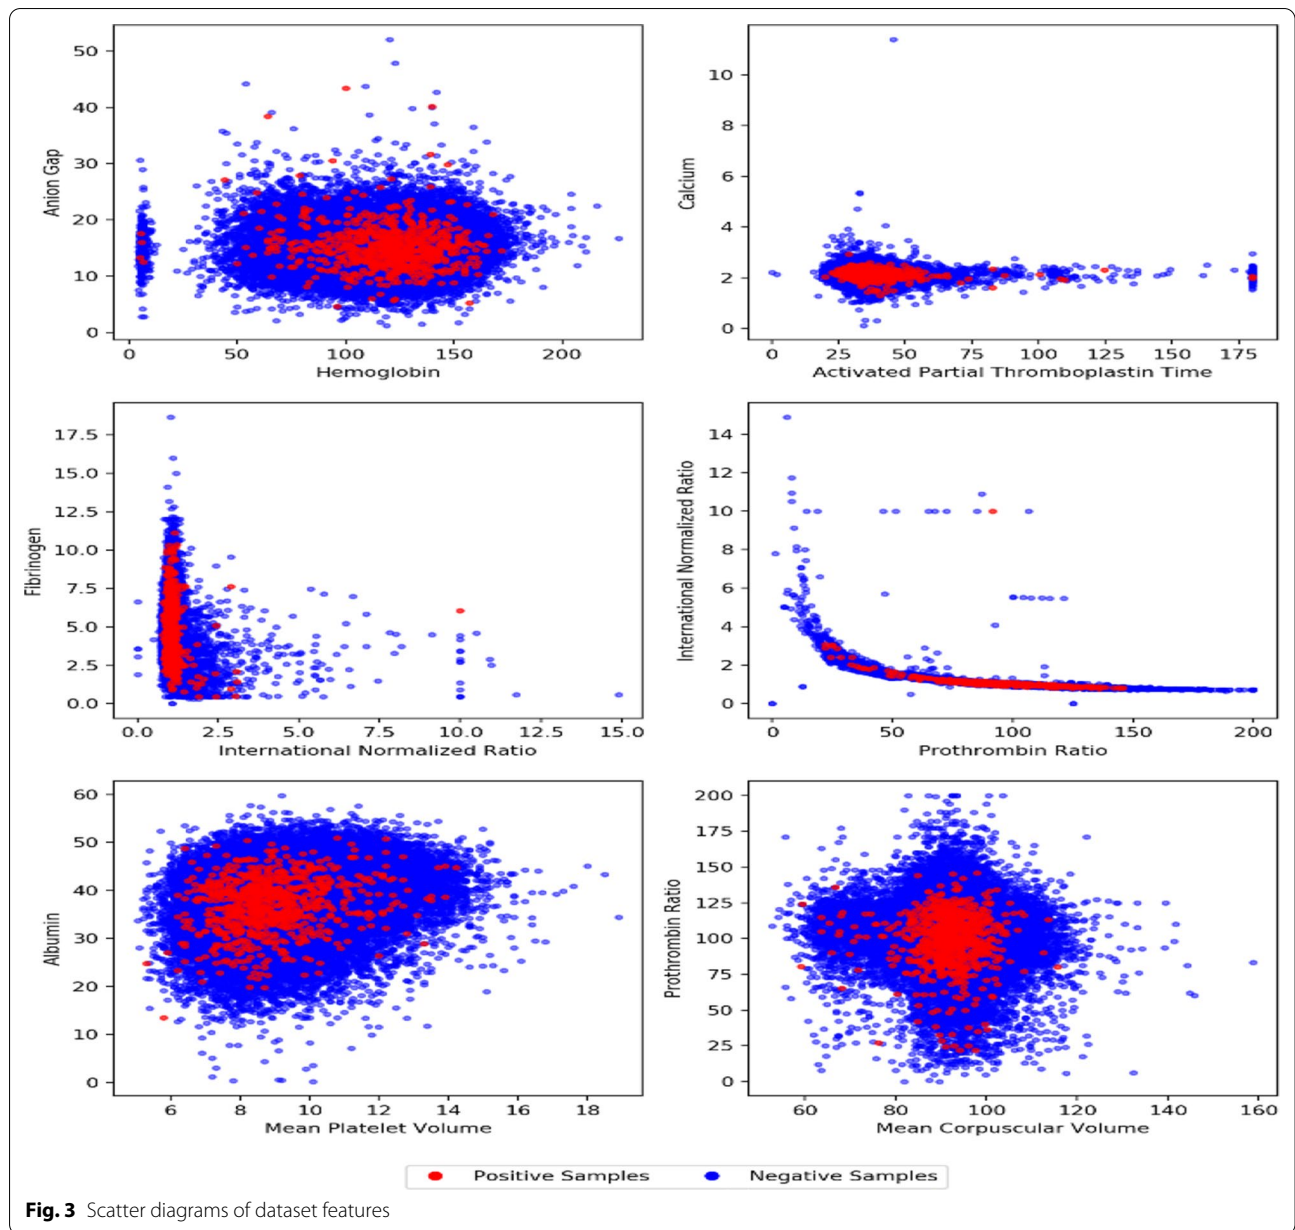 50
40
30
20
10
0
Anion Gap
0 50 100 150 200
Hemoglobin
10
8
6
4
2
0
Calcium
0 25 50 75 100 125 150 175
Activated Partial Thromboplastin Time
17.5
15.0
12.5
10.0
7.5
5.0
2.5
0.0
Fibrinogen
0.0 2.5 5.0 7.5 10.0 12.5 15.0
International Normalized Ratio
14
12
10
8
6
4
2
0
International Normalized Ratio
0 50 100 150 200
Prothrombin Ratio
60
50
40
30
20
10
0
Albumin
6 8 10 12 14 16 18
Mean Platelet Volume
200
175
150
125
100
75
50
25
0
Prothrombin Ratio
60 80 100 120 140 160
Mean Corpuscular Volume
Positive Samples Negative Samples
Fig. 3 Scatter diagrams of dataset features